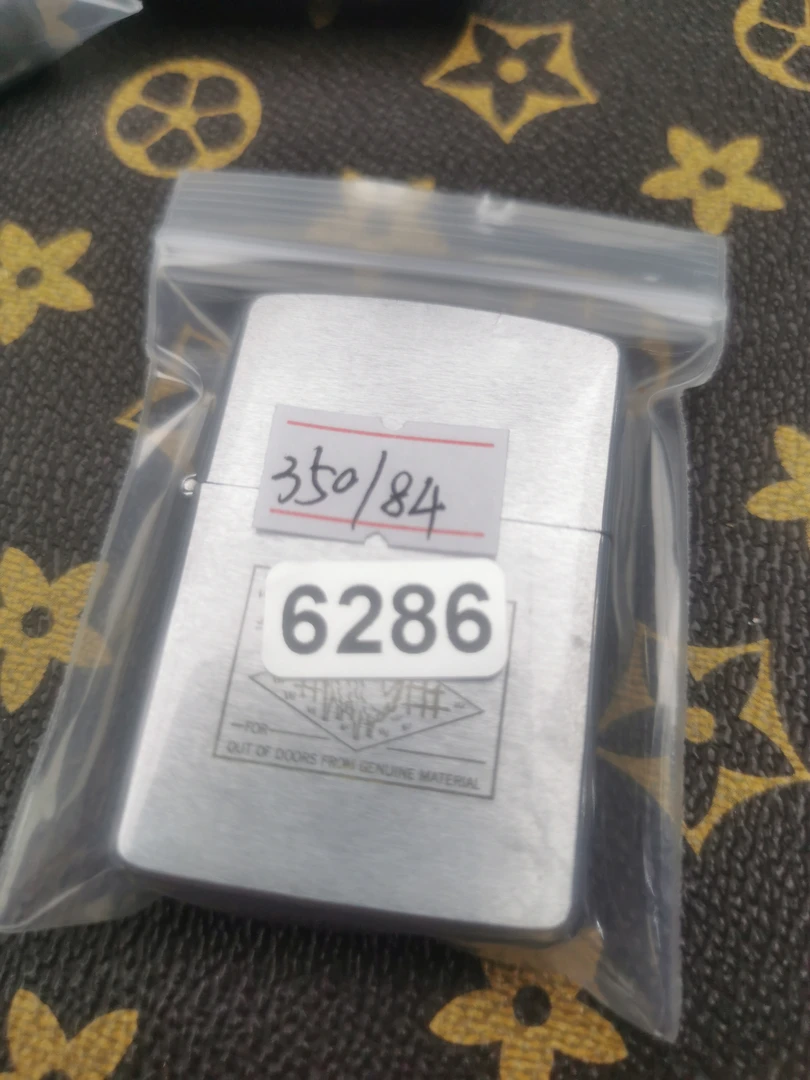 350/84
6286
FOR
OUT OF DOORS FROM GENUINE MATERIAL